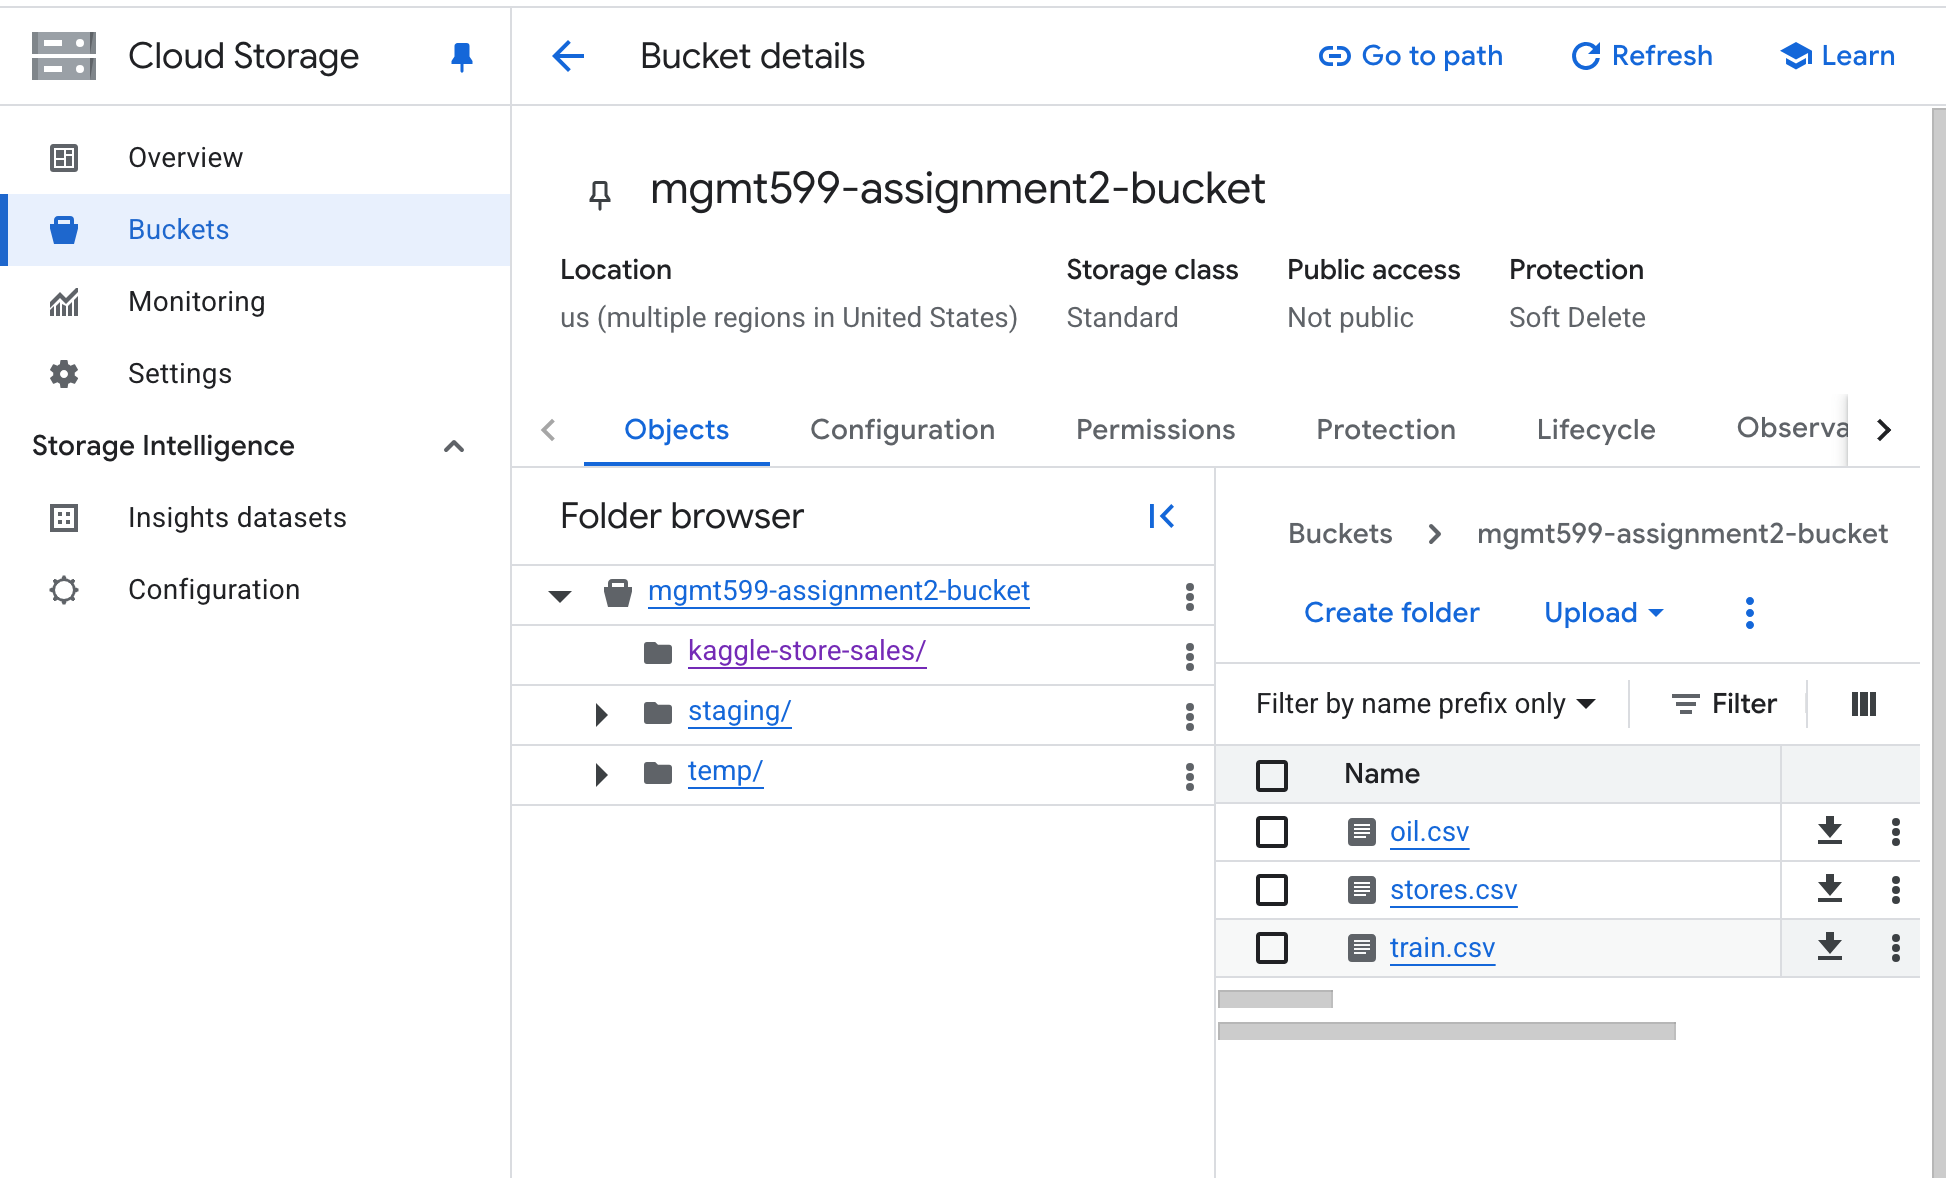 Cloud Storage
Bucket details
Go to path
Refresh
Learn
Overview
Buckets
Monitoring
Settings
Storage Intelligence
Insights datasets
Configuration
mgmt599-assignment2-bucket
Location
us (multiple regions in United States)
Storage class
Standard
Public access
Not public
Protection
Soft Delete
Objects
Configuration
Permissions
Protection
Lifecycle
Observa
Folder browser
mgmt599-assignment2-bucket
kaggle-store-sales/
staging/
temp/
Buckets
mgmt599-assignment2-bucket
Create folder
Upload
Filter by name prefix only
Filter
Name
oil.csv
stores.csv
train.csv